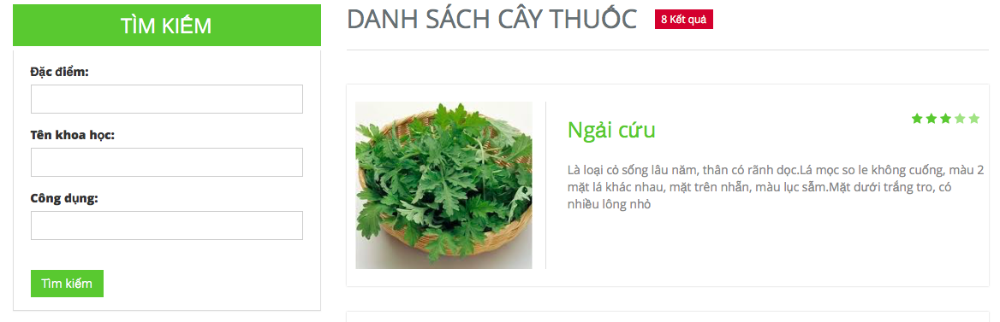 TÌM KIẾM
Đặc điểm:
Tên khoa học:
Công dụng:
Tìm kiếm
DANH SÁCH CÂY THUỐC
8 Kết quả
Ngải cứu
Là loại cỏ sống lâu năm, thân có rãnh dọc.Lá mọc so le không cuống, màu 2
mặt lá khác nhau, mặt trên nhẵn, màu lục sẫm.Mặt dưới trắng tro, có
nhiều lông nhỏ